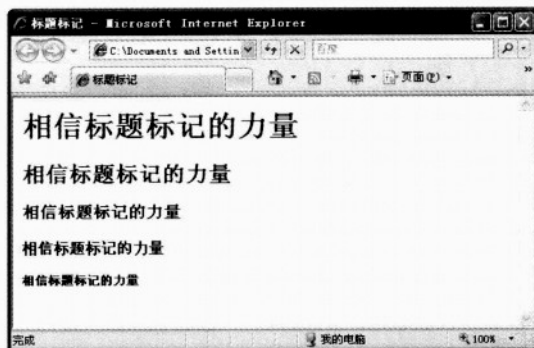 标题标记 - Microsoft Internet Explorer
C:\Documents and Settin
百度
标题标记
页面(P)
»
相信标题标记的力量
相信标题标记的力量
相信标题标记的力量
相信标题标记的力量
相信标题标记的力量
完成
我的电脑
100%